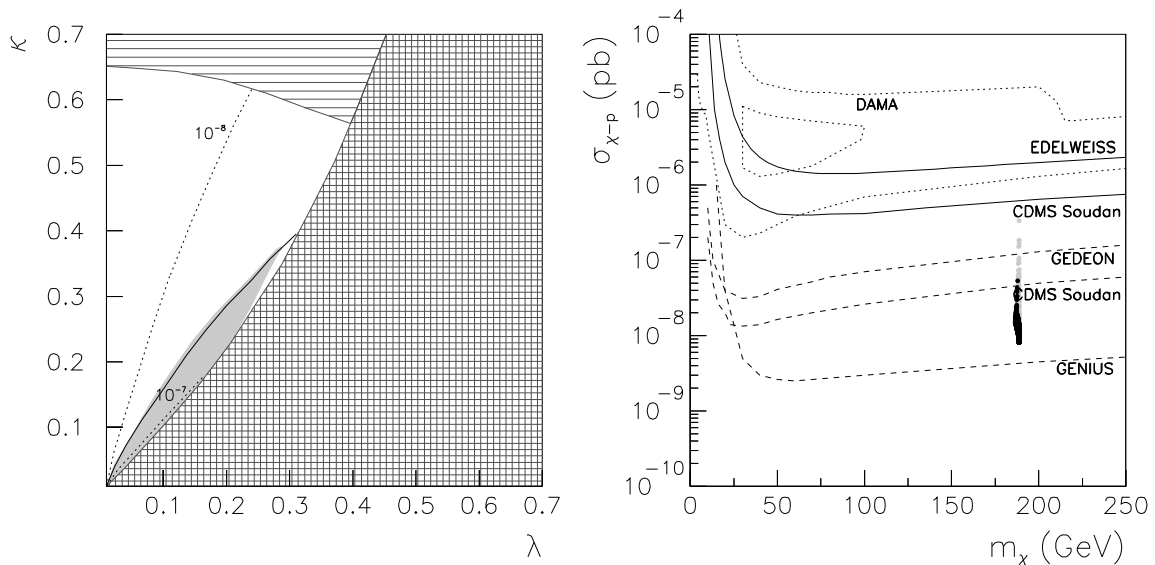 κ
0.7
0.6
0.5
0.4
0.3
0.2
0.1
10⁻⁸
10⁻⁷
0.1 0.2 0.3 0.4 0.5 0.6 0.7
λ
σχ-p (pb)
10⁻⁴
10⁻⁵
10⁻⁶
10⁻⁷
10⁻⁸
10⁻⁹
10⁻¹⁰
DAMA
EDELWEISS
CDMS Soudan
GEDEON
CDMS Soudan
GENIUS
0 50 100 150 200 250
mχ (GeV)